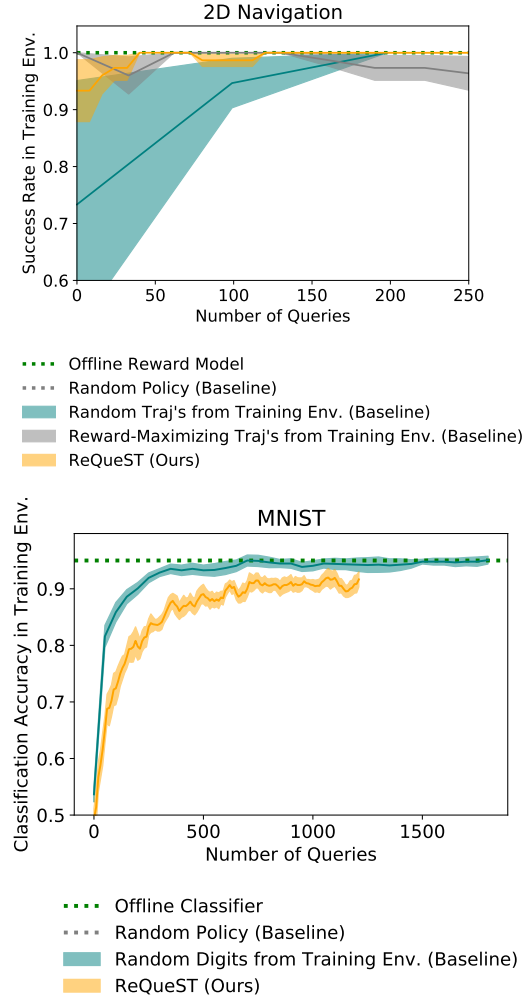 2D Navigation
Success Rate in Training Env.
1.0
0.9
0.8
0.7
0.6
0
50
100
150
200
250
Number of Queries
Offline Reward Model
Random Policy (Baseline)
Random Traj's from Training Env. (Baseline)
Reward-Maximizing Traj's from Training Env. (Baseline)
ReQueST (Ours)
MNIST
Classification Accuracy in Training Env.
0.9
0.8
0.7
0.6
0.5
0
500
1000
1500
Number of Queries
Offline Classifier
Random Policy (Baseline)
Random Digits from Training Env. (Baseline)
ReQueST (Ours)